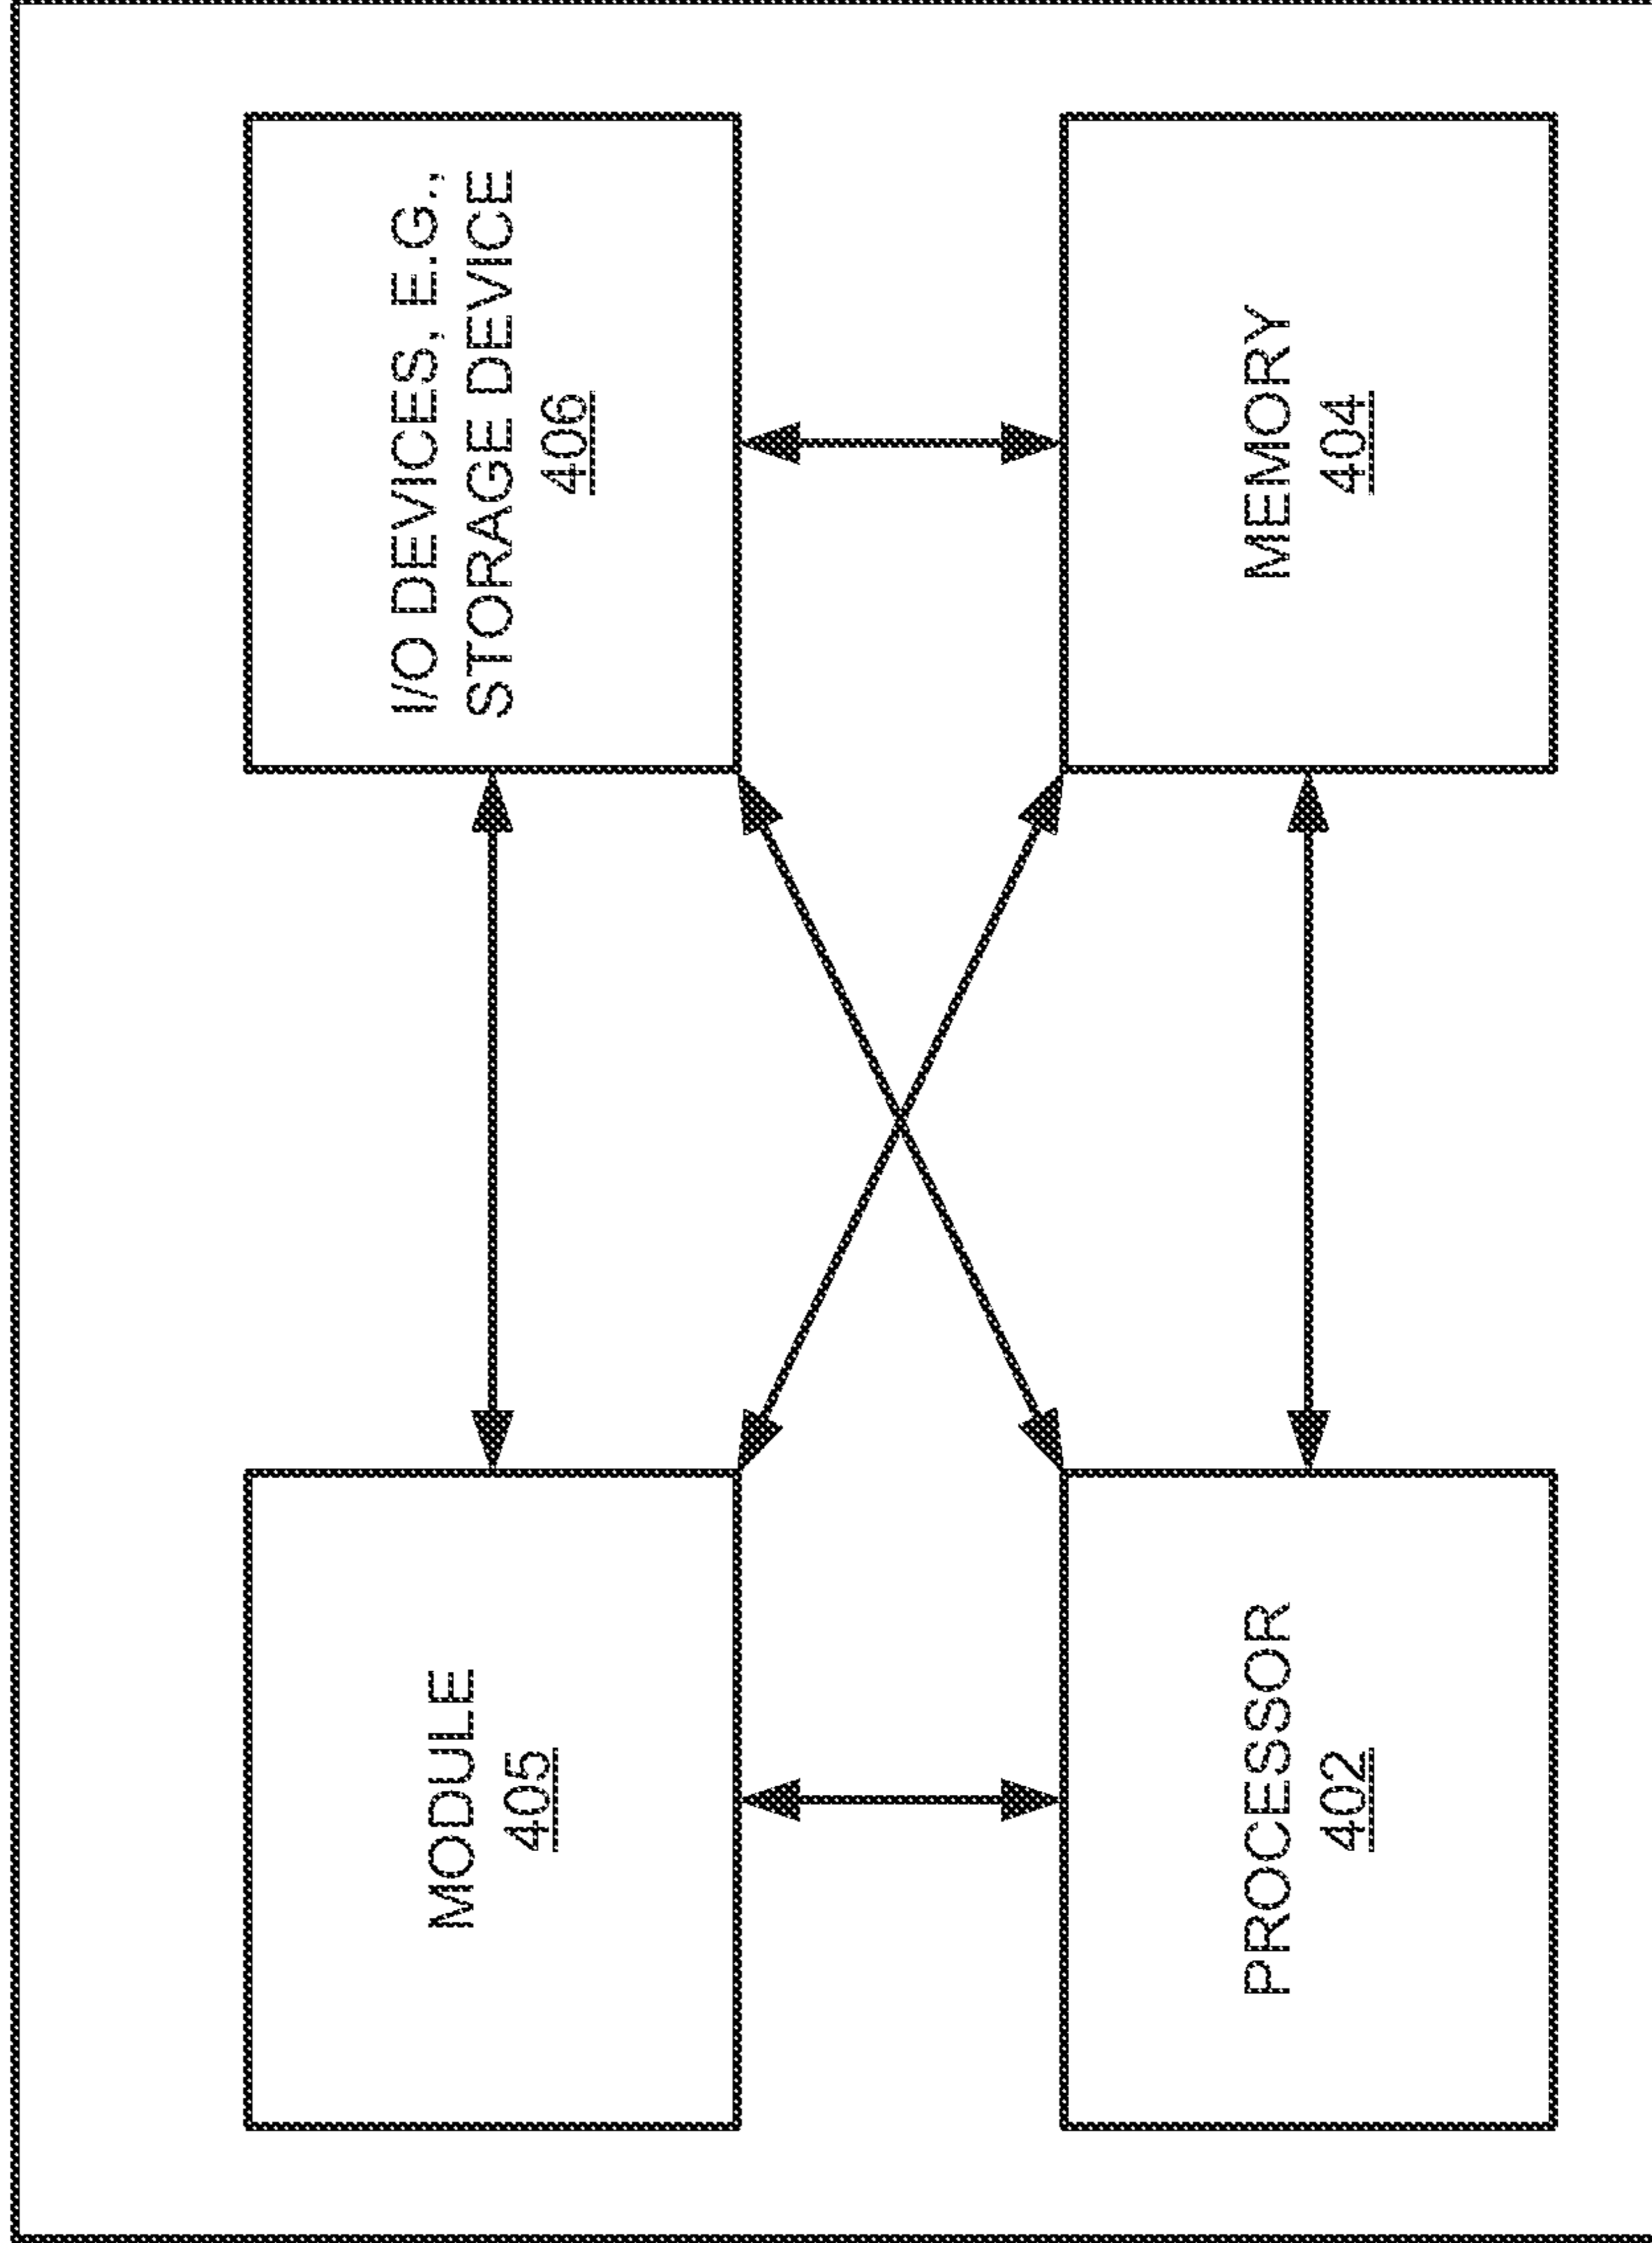 MODULE
405
I/O DEVICES, E.G.,
STORAGE DEVICE
406
PROCESSOR
402
MEMORY
404